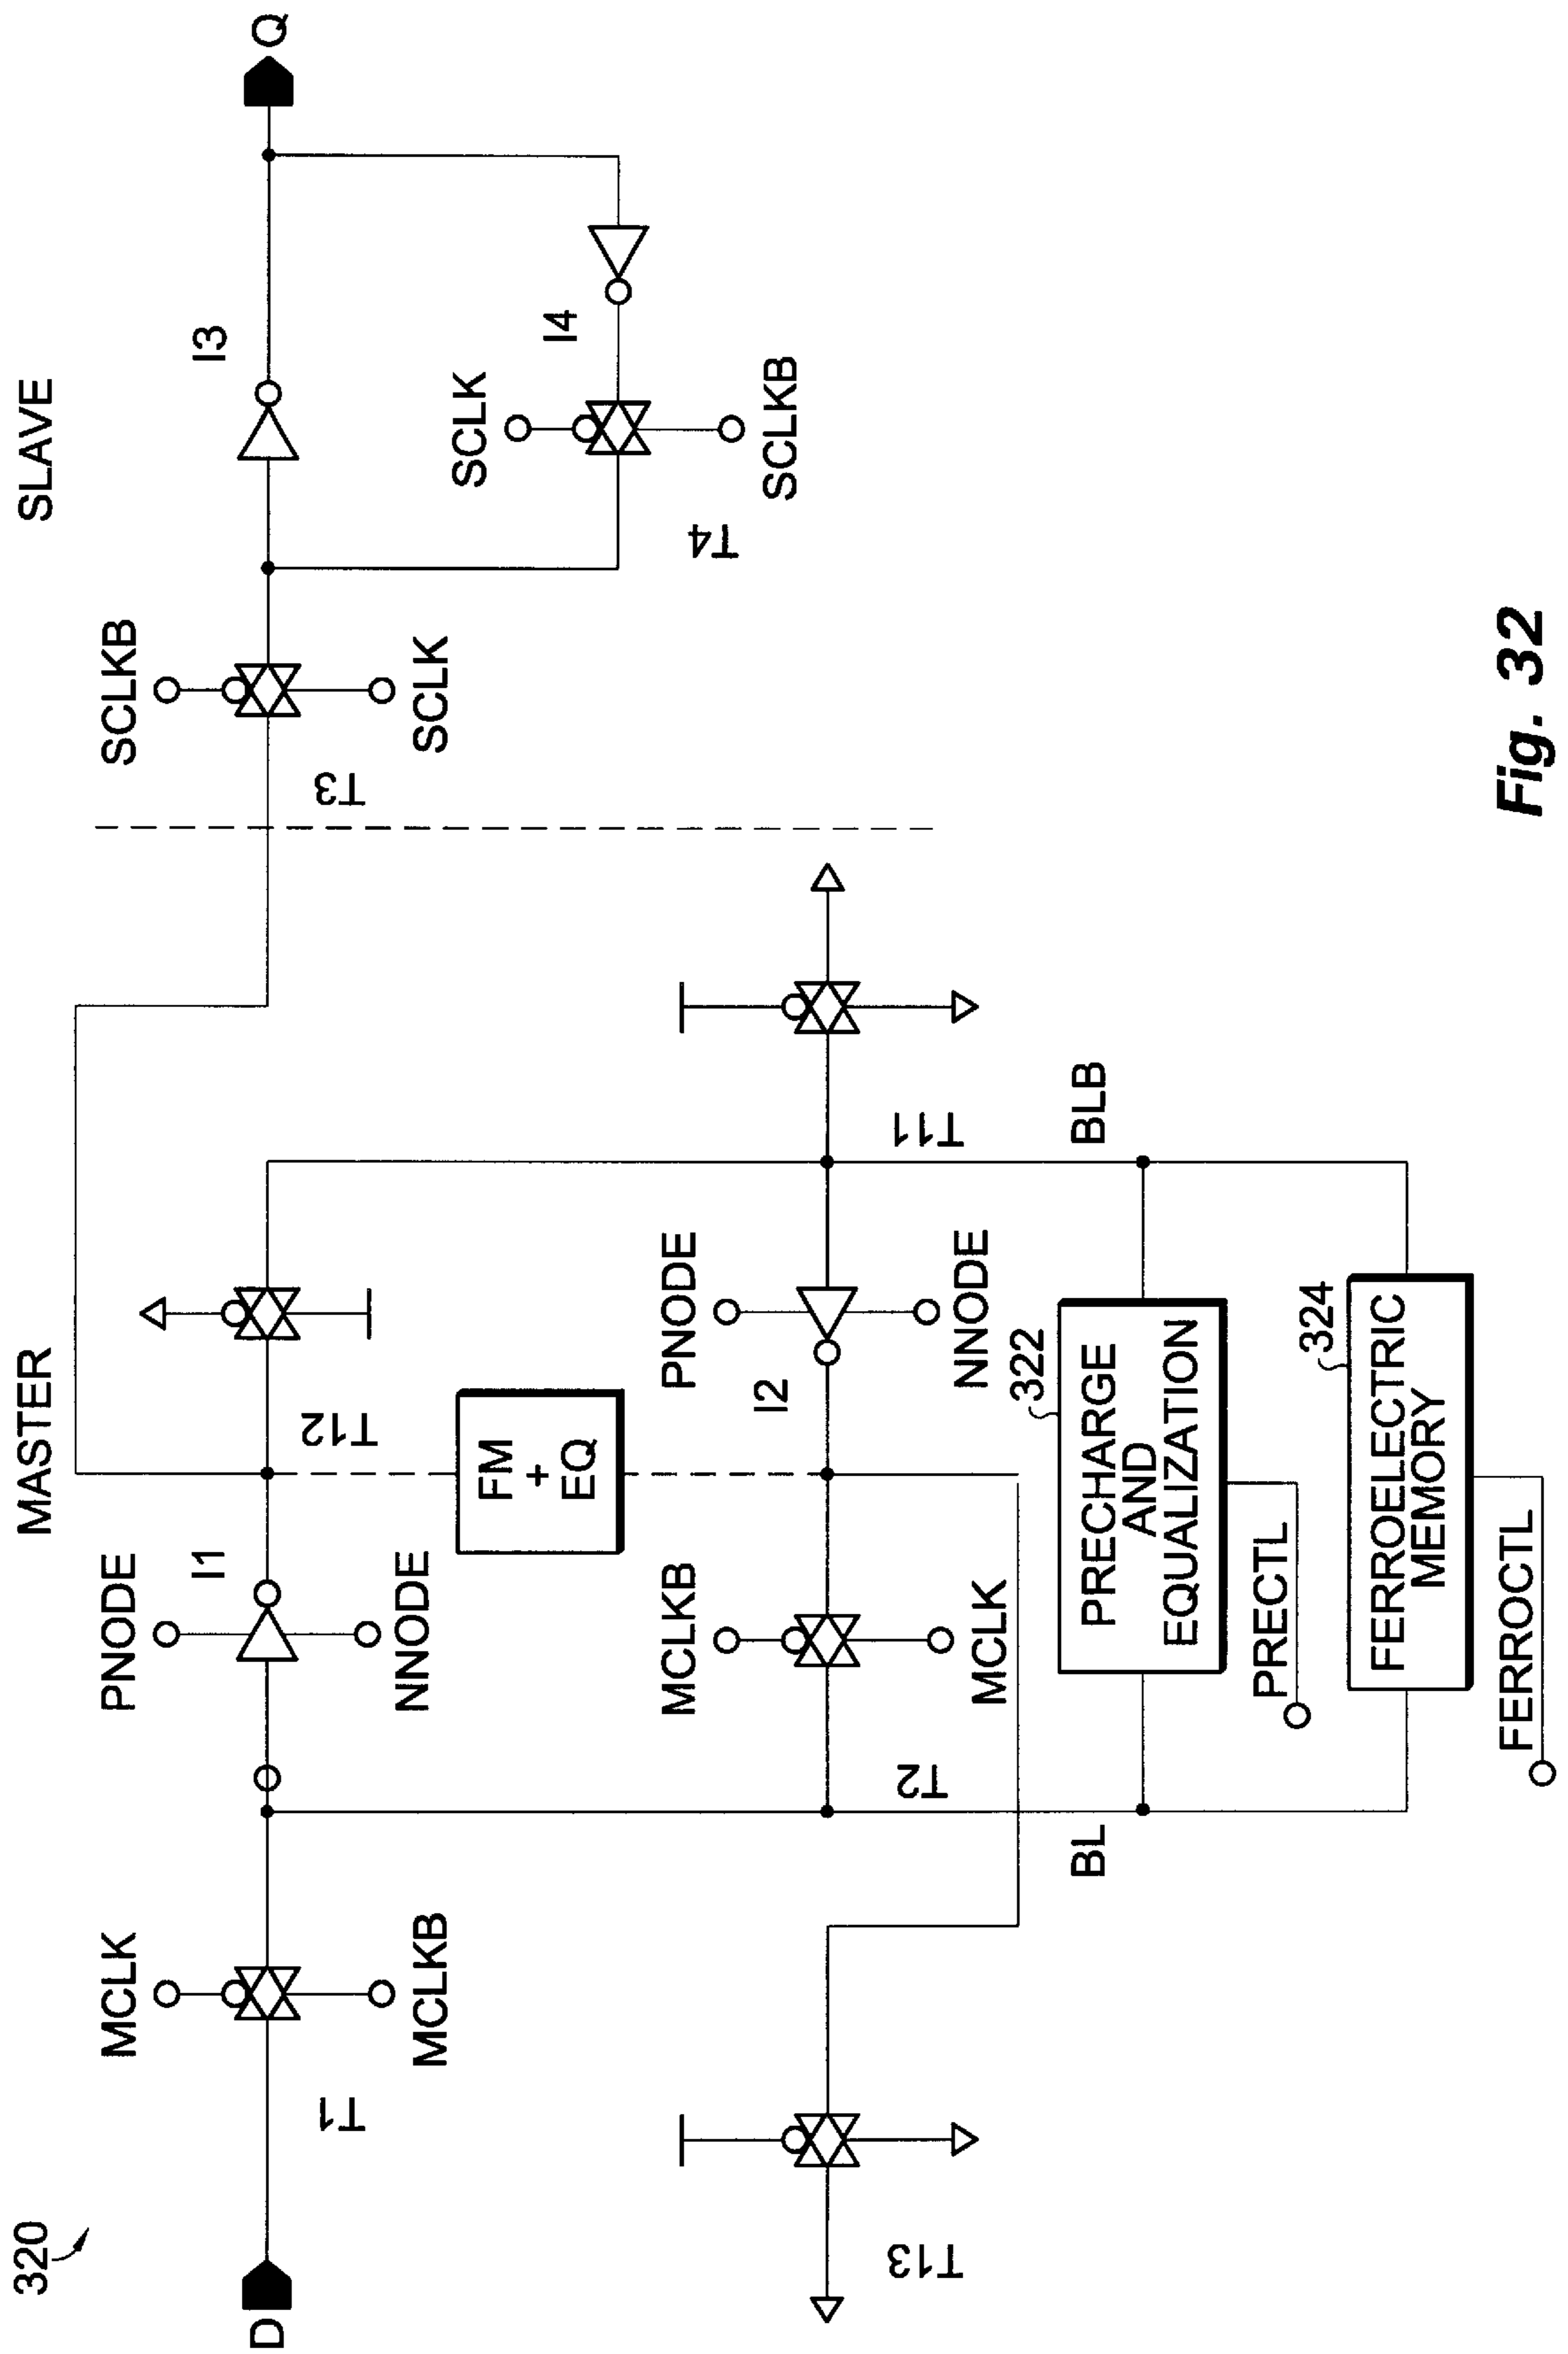 320
MASTER
SLAVE
D
MCLK
MCLKB
T1
PNODE
NNODE
I1
T12
SCLKB
SCLK
T3
I3
Q
SCLK
SCLKB
T4
I4
FM
+
EQ
T13
MCLKB
MCLK
T2
I2
PNODE
NNODE
T11
BL
BLB
322
PRECHARGE
AND
EQUALIZATION
PRECTL
324
FERROELECTRIC
MEMORY
FERROCTL
Fig. 32